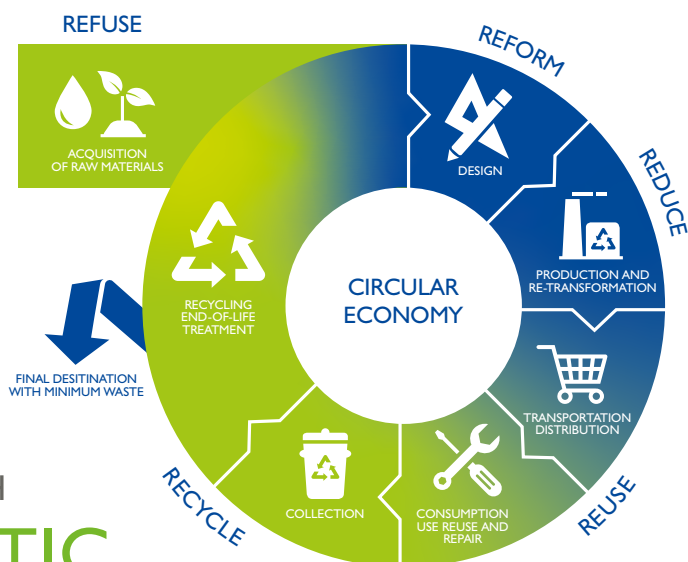 REFUSE
ACQUISITION
OF RAW MATERIALS
REFORM
DESIGN
REDUCE
PRODUCTION AND
RE-TRANSFORMATION
TRANSPORTATION
DISTRIBUTION
REUSE
CONSUMPTION
USE REUSE AND
REPAIR
COLLECTION
RECYCLE
RECYCLING
END-OF-LIFE
TREATMENT
FINAL DESITINATION
WITH MINIMUM WASTE
CIRCULAR
ECONOMY
TIC